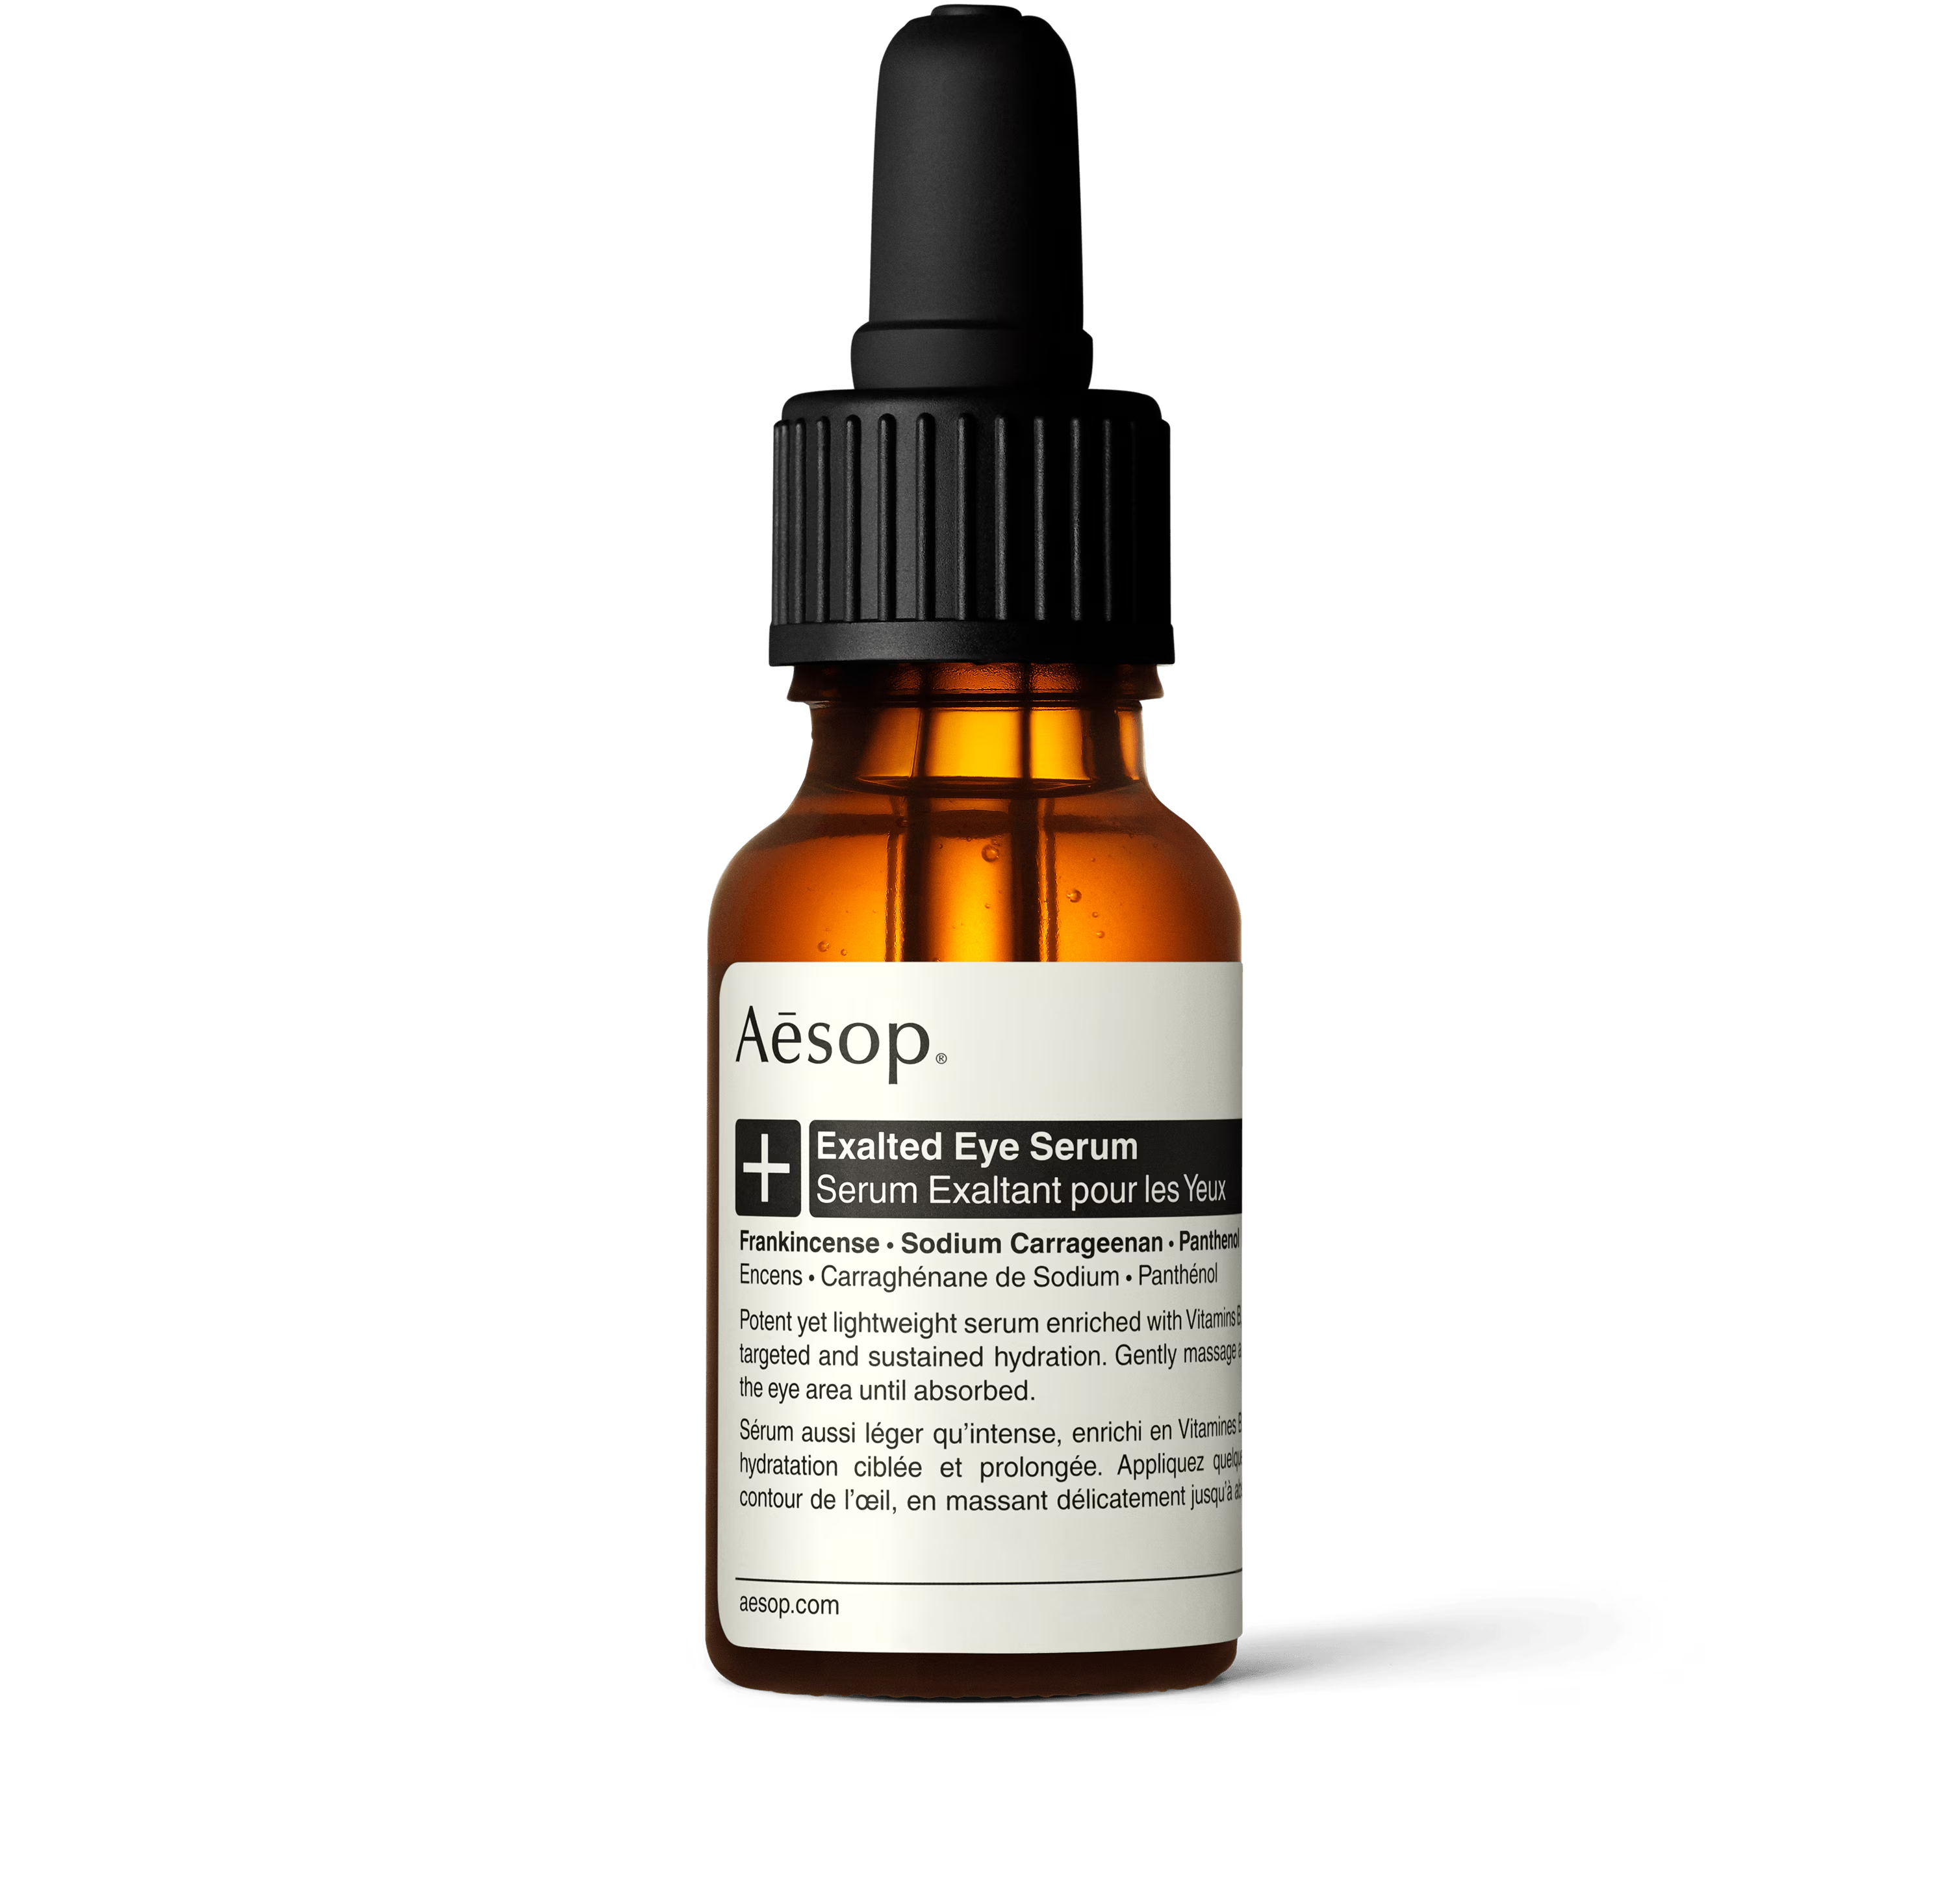 Aēsop®
+
Exalted Eye Serum
Serum Exaltant pour les Yeux
Frankincense • Sodium Carrageenan • Panthenol
Encens • Carraghénane de Sodium • Panthénol
Potent yet lightweight serum enriched with Vitamins
targeted and sustained hydration. Gently massage
the eye area until absorbed.
Sérum aussi léger qu’intense, enrichi en Vitamines
hydratation ciblée et prolongée. Appliquez
contour de l’œil, en massant délicatement jusqu’à
aesop.com